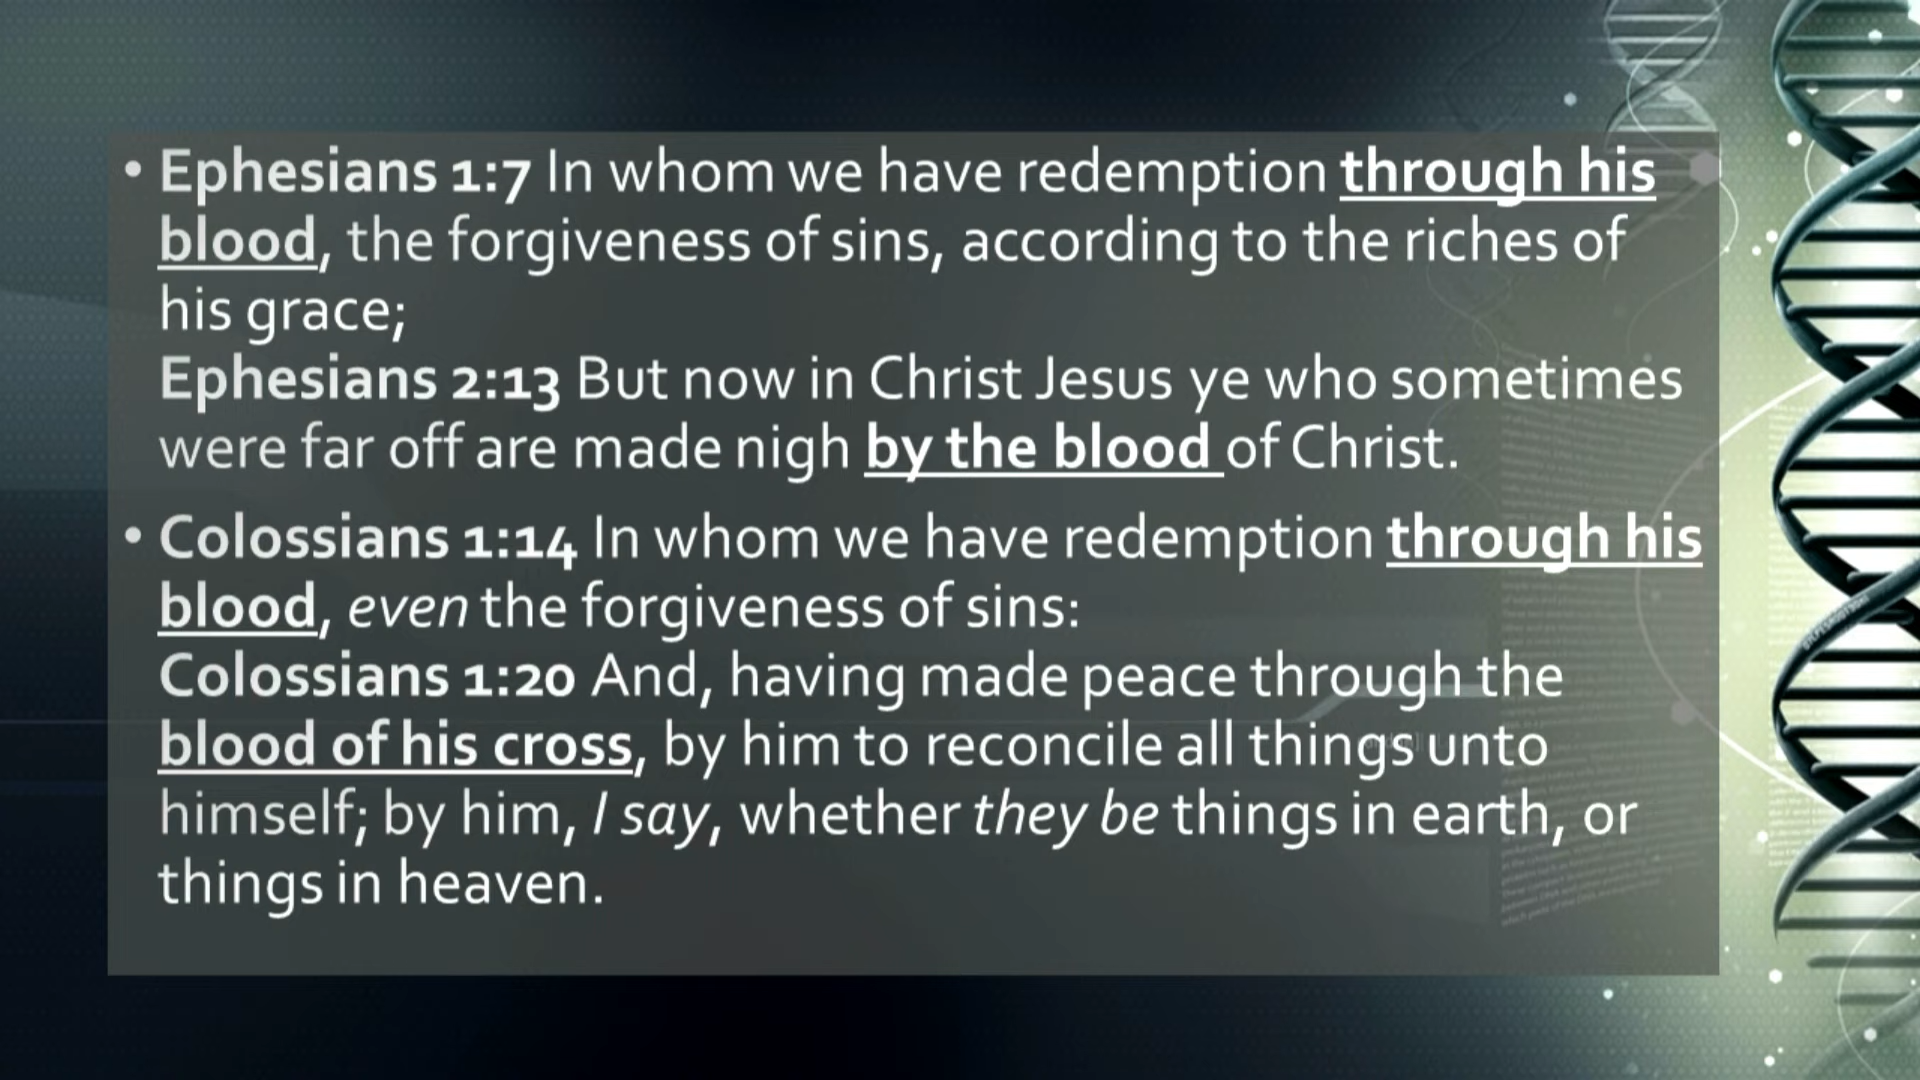 • Ephesians 1:7 In whom we have redemption through his
blood, the forgiveness of sins, according to the riches of
his grace;
Ephesians 2:13 But now in Christ Jesus ye who sometimes
were far off are made nigh by the blood of Christ.
• Colossians 1:14 In whom we have redemption through his
blood, even the forgiveness of sins:
Colossians 1:20 And, having made peace through the
blood of his cross, by him to reconcile all things unto
himself; by him, I say, whether they be things in earth, or
things in heaven.